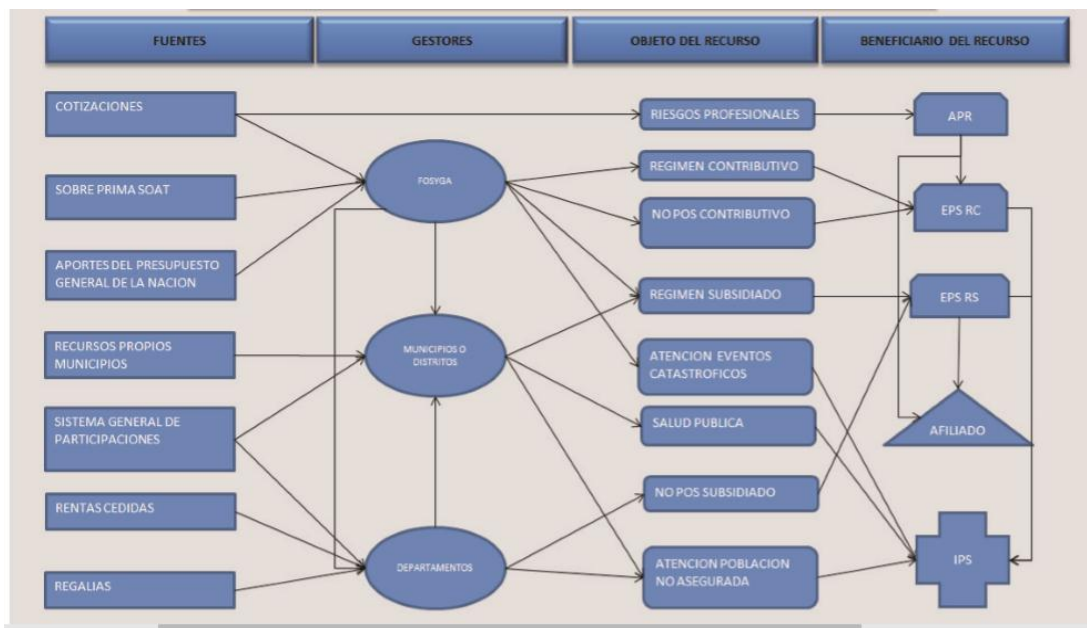 FUENTES
GESTORES
OBJETO DEL RECURSO
BENEFICIARIO DEL RECURSO
COTIZACIONES
SOBRE PRIMA SOAT
APORTES DEL PRESUPUESTO
GENERAL DE LA NACION
RECURSOS PROPIOS
MUNICIPIOS
SISTEMA GENERAL DE
PARTICIPACIONES
RENTAS CEDIDAS
REGALIAS
FOSYGA
MUNICIPIOS O
DISTRITOS
DEPARTAMENTOS
RIESGOS PROFESIONALES
REGIMEN CONTRIBUTIVO
NO POS CONTRIBUTIVO
REGIMEN SUBSIDIADO
ATENCION EVENTOS
CATASTROFICOS
SALUD PUBLICA
NO POS SUBSIDIADO
ATENCION POBLACION
NO ASEGURADA
APR
EPS RC
EPS RS
AFILIADO
IPS